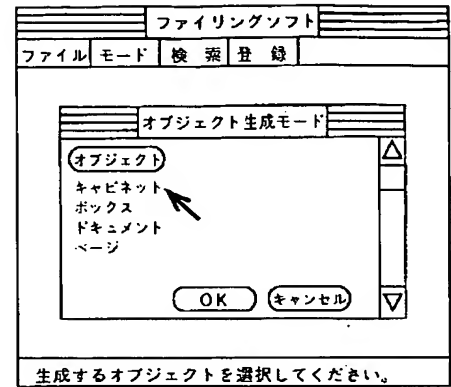 ファイリングソフト
ファイル モード 検索 登録
オブジェクト生成モード
オブジェクト
キャビネット
ボックス
ドキュメント
ページ
OK キャンセル
生成するオブジェクトを選択してください。